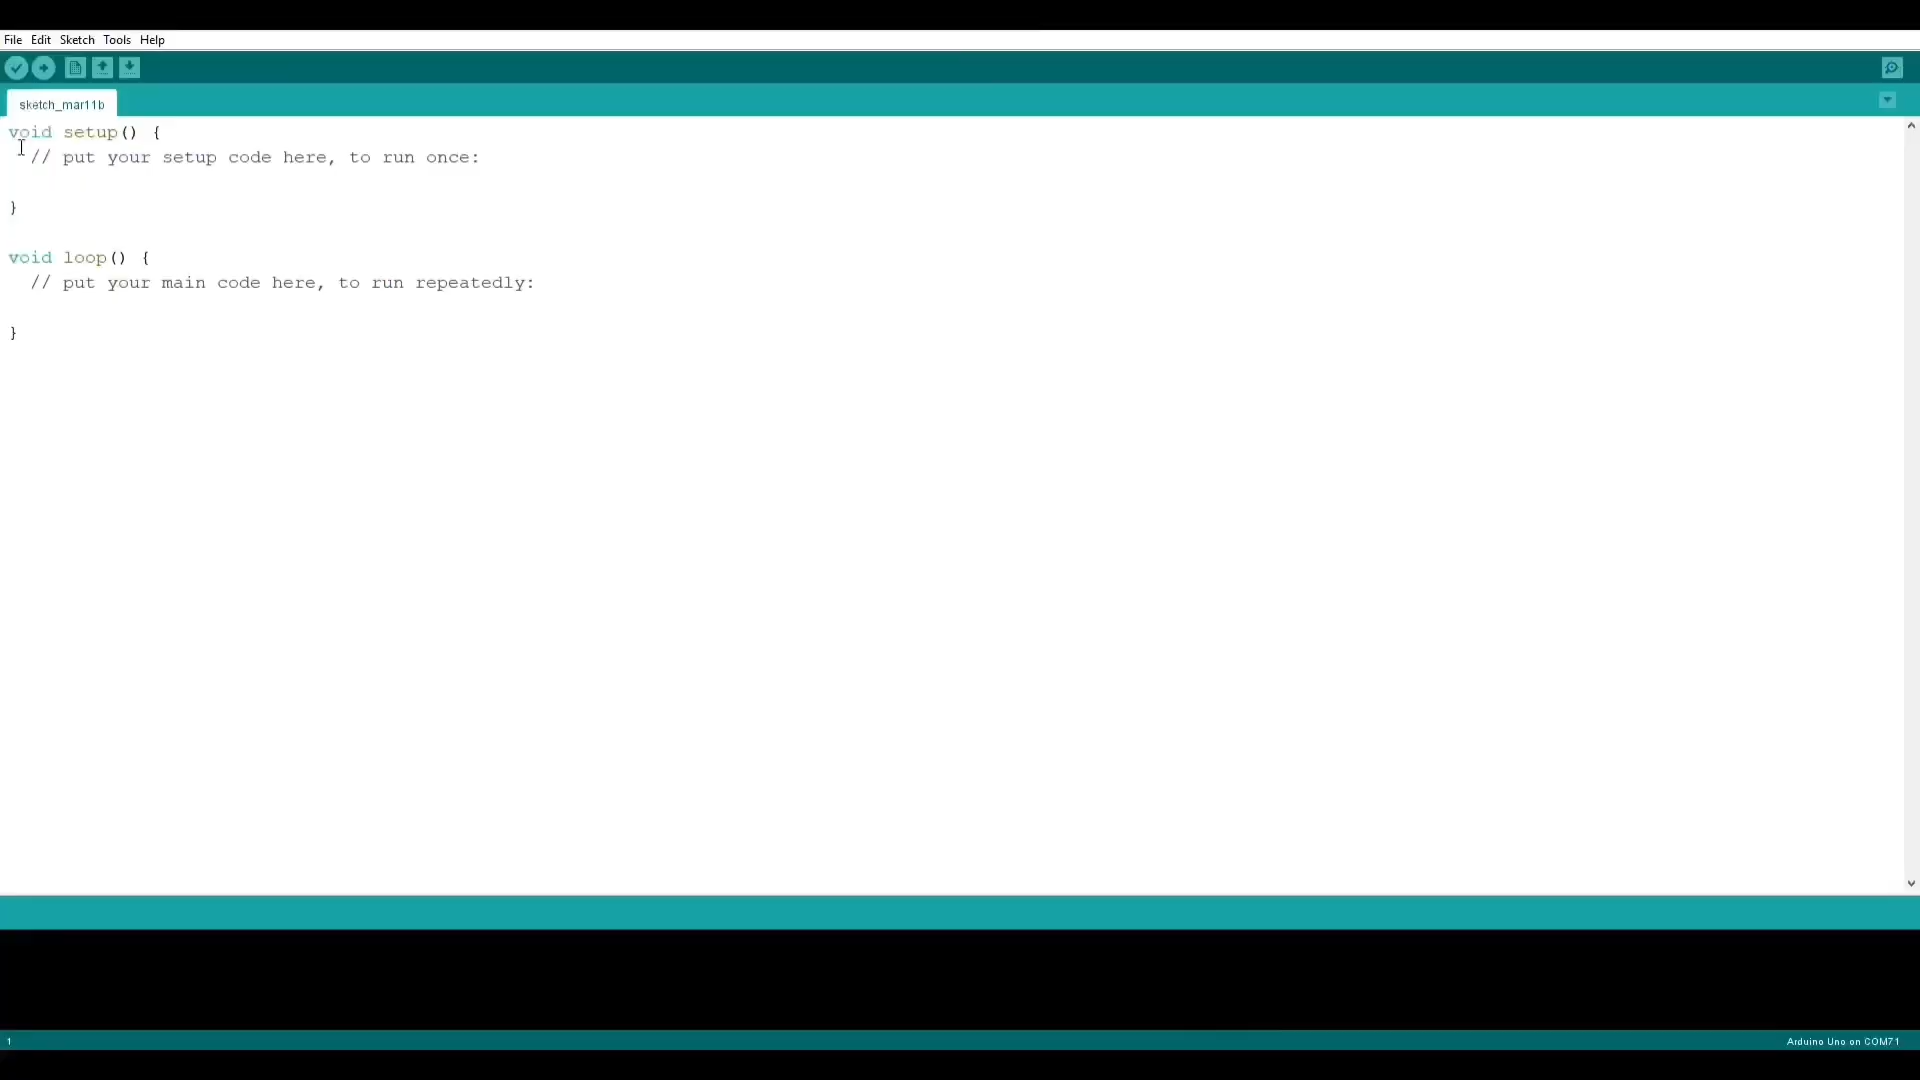 File Edit Sketch Tools Help
sketch_mar11b
void setup() {
  // put your setup code here, to run once:
}
void loop() {
  // put your main code here, to run repeatedly:
}
1
Arduino Uno on COM71